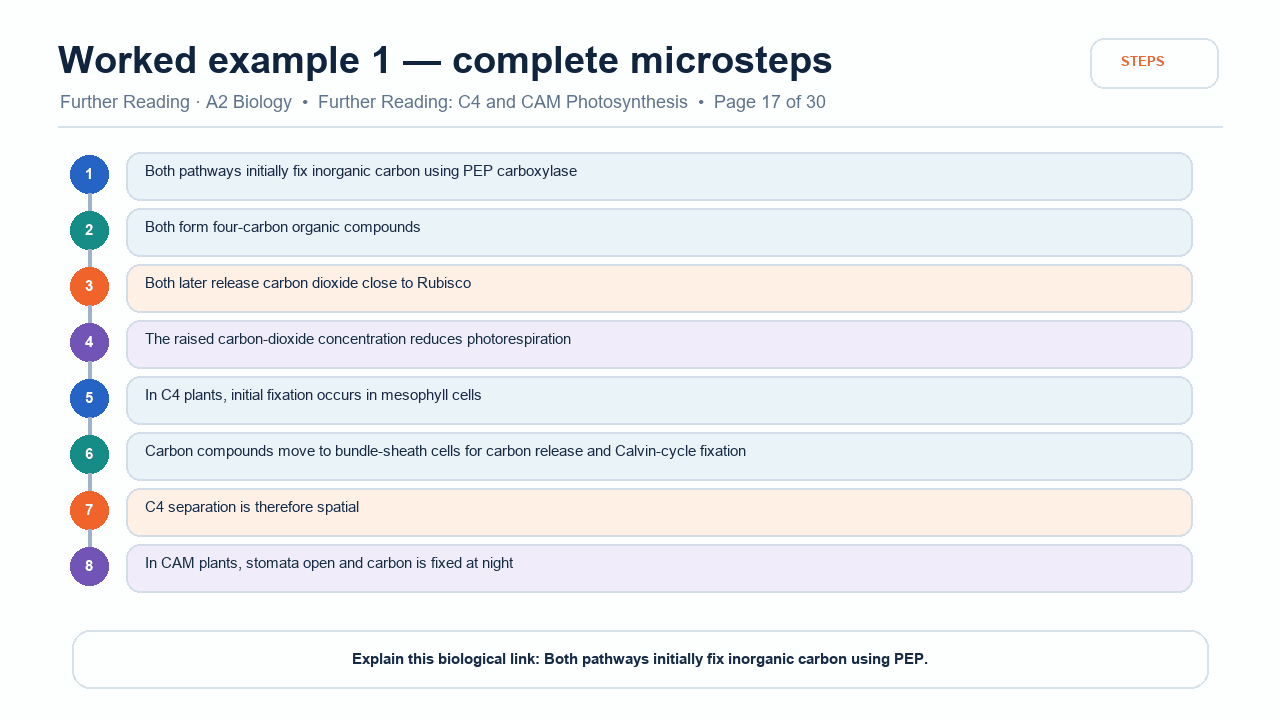 Worked example 1 — complete microsteps
STEPS
Further Reading · A2 Biology • Further Reading: C4 and CAM Photosynthesis • Page 17 of 30
1 Both pathways initially fix inorganic carbon using PEP carboxylase
2 Both form four-carbon organic compounds
3 Both later release carbon dioxide close to Rubisco
4 The raised carbon-dioxide concentration reduces photorespiration
5 In C4 plants, initial fixation occurs in mesophyll cells
6 Carbon compounds move to bundle-sheath cells for carbon release and Calvin-cycle fixation
7 C4 separation is therefore spatial
8 In CAM plants, stomata open and carbon is fixed at night
Explain this biological link: Both pathways initially fix inorganic carbon using PEP.